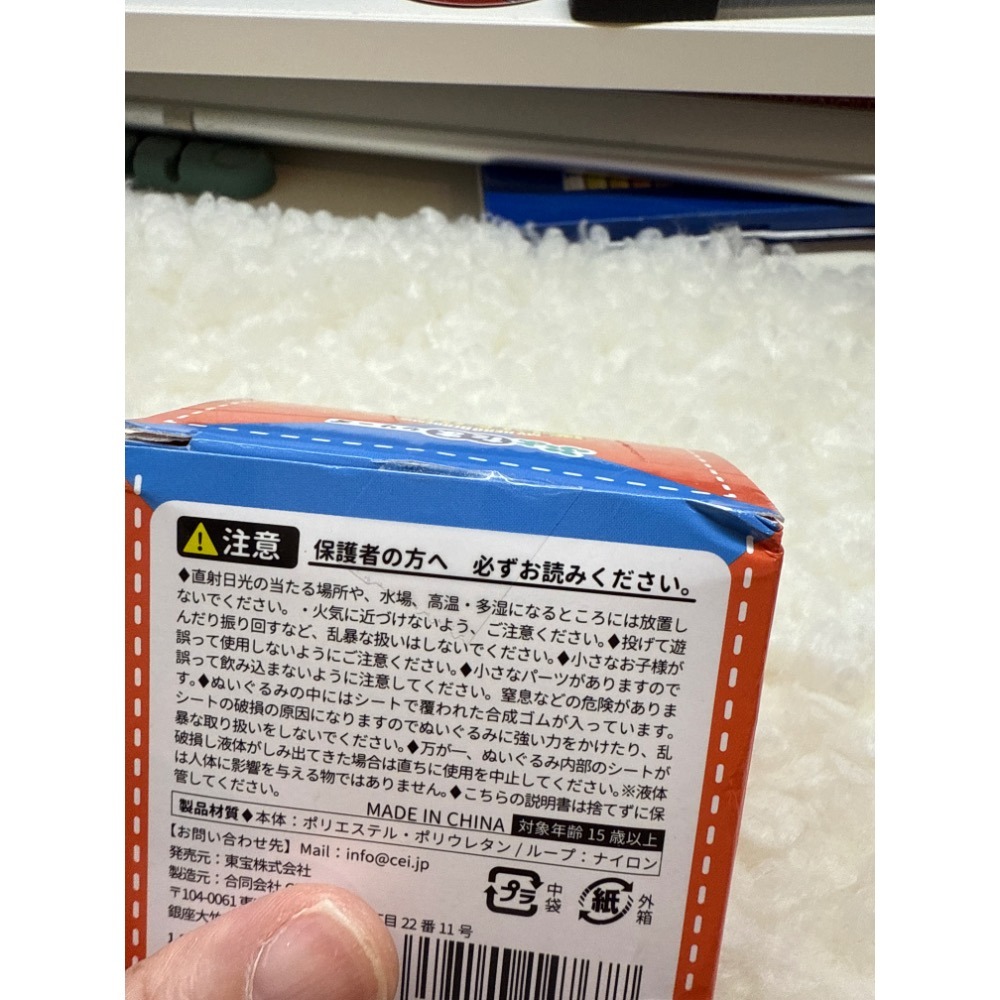 注意 保護者の方へ 必ずお読みください。
◆直射日光の当たる場所や、水場、高温・多湿になるところには放置し
ないでください。・火気に近づけないよう、ご注意ください。◆投げて遊
んだり振り回すなど、乱暴な扱いはしないでください。◆小さなお子様が
誤って使用しないようにご注意ください。◆小さなパーツがありますので
誤って飲み込まないように注意してください。窒息などの危険がありま
す。◆ぬいぐるみの中にはシートで覆われた合成ゴムが入っています。
シートの破損の原因になりますのでぬいぐるみに強い力をかけたり、乱
暴な取り扱いをしないでください。◆万が一、ぬいぐるみ内部のシートが
破損し液体がしみ出てきた場合は直ちに使用を中止してください。※液体
は人体に影響を与える物ではありません。◆こちらの説明書は捨てずに保
管してください。
MADE IN CHINA 対象年齢 15 歳以上
製品材質◆本体：ポリエステル・ポリウレタン / ループ：ナイロン
【お問い合わせ先】Mail：info@cei.jp
発売元：東宝株式会社
製造元：合同会社
プラ 中袋 紙 外箱
〒104-0061
目 22 番 11 号
銀座大竹